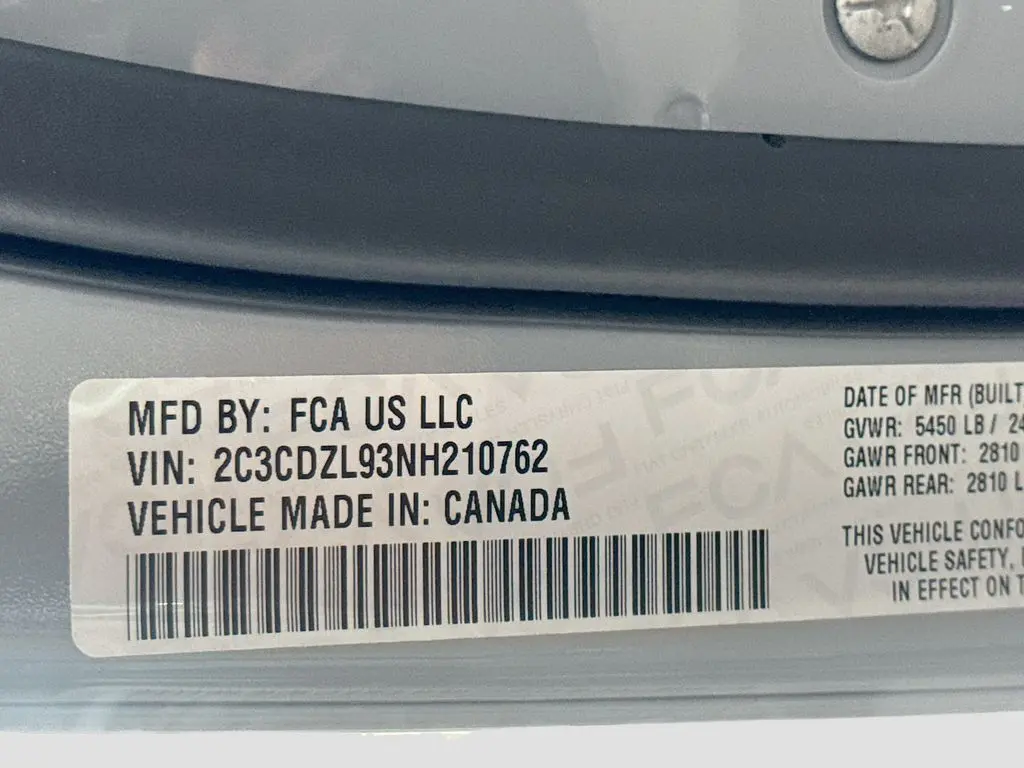 MFD BY: FCA US LLC
VIN: 2C3CDZL93NH210762
VEHICLE MADE IN: CANADA
DATE OF MFR (BUILT
GVWR: 5450 LB / 24
GAWR FRONT: 2810
GAWR REAR: 2810 L
THIS VEHICLE CONFO
VEHICLE SAFETY,
IN EFFECT ON T